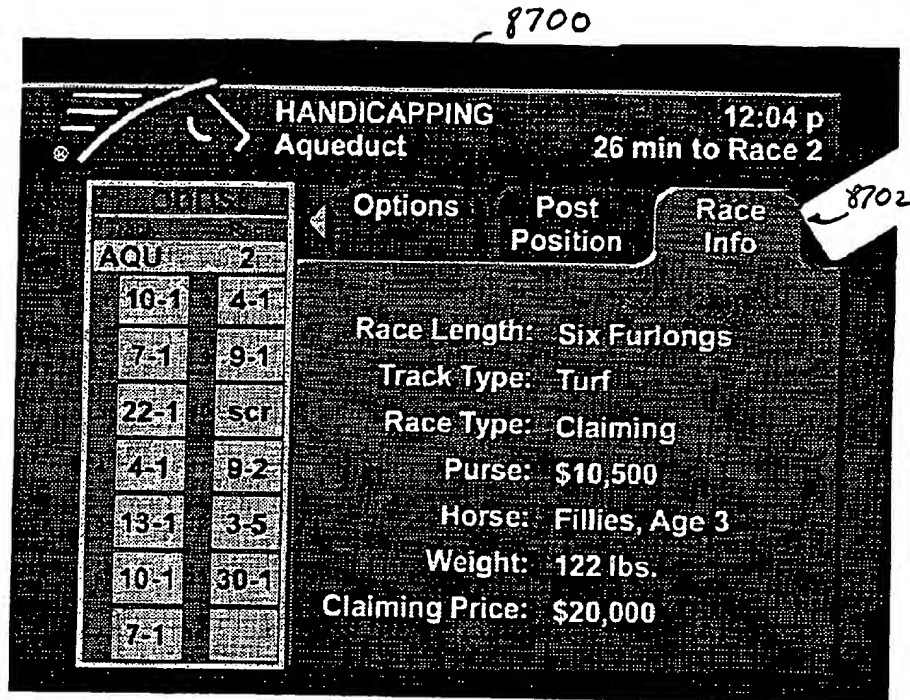 8700
HANDICAPPING
Aqueduct
12:04 p
26 min to Race 2
®
Options
Post
Position
Race
Info
8702
AQU 2
10-1 4-1
7-1 9-1
22-1 scr
4-1 9-2
13-1 3-5
10-1 30-1
7-1
Race Length: Six Furlongs
Track Type: Turf
Race Type: Claiming
Purse: $10,500
Horse: Fillies, Age 3
Weight: 122 lbs.
Claiming Price: $20,000